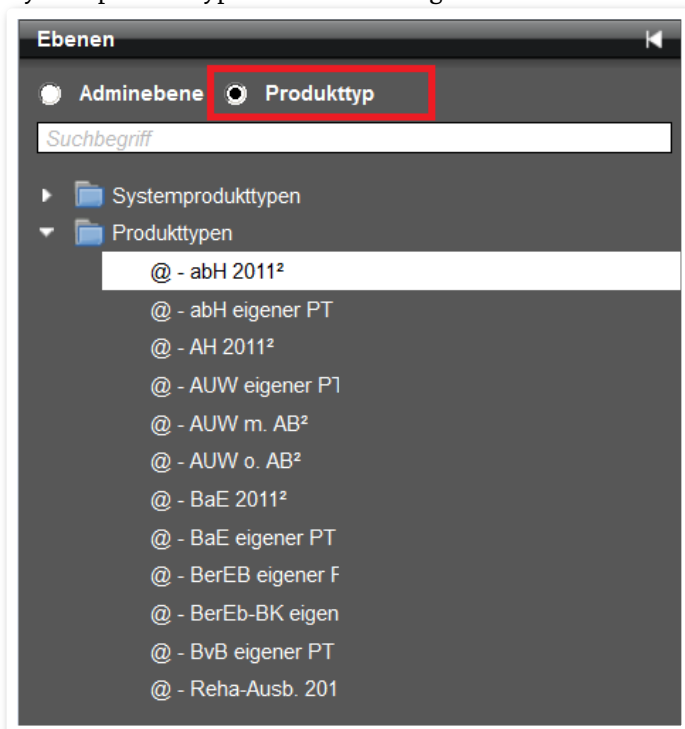 Ebenen
Adminebene Produkttyp
Suchbegriff
Systemprodukttypen
Produkttypen
@ - abH 2011²
@ - abH eigener PT
@ - AH 2011²
@ - AUW eigener PT
@ - AUW m. AB²
@ - AUW o. AB²
@ - BaE 2011²
@ - BaE eigener PT
@ - BerEB eigener F
@ - BerEb-BK eigen
@ - BvB eigener PT
@ - Reha-Ausb. 201